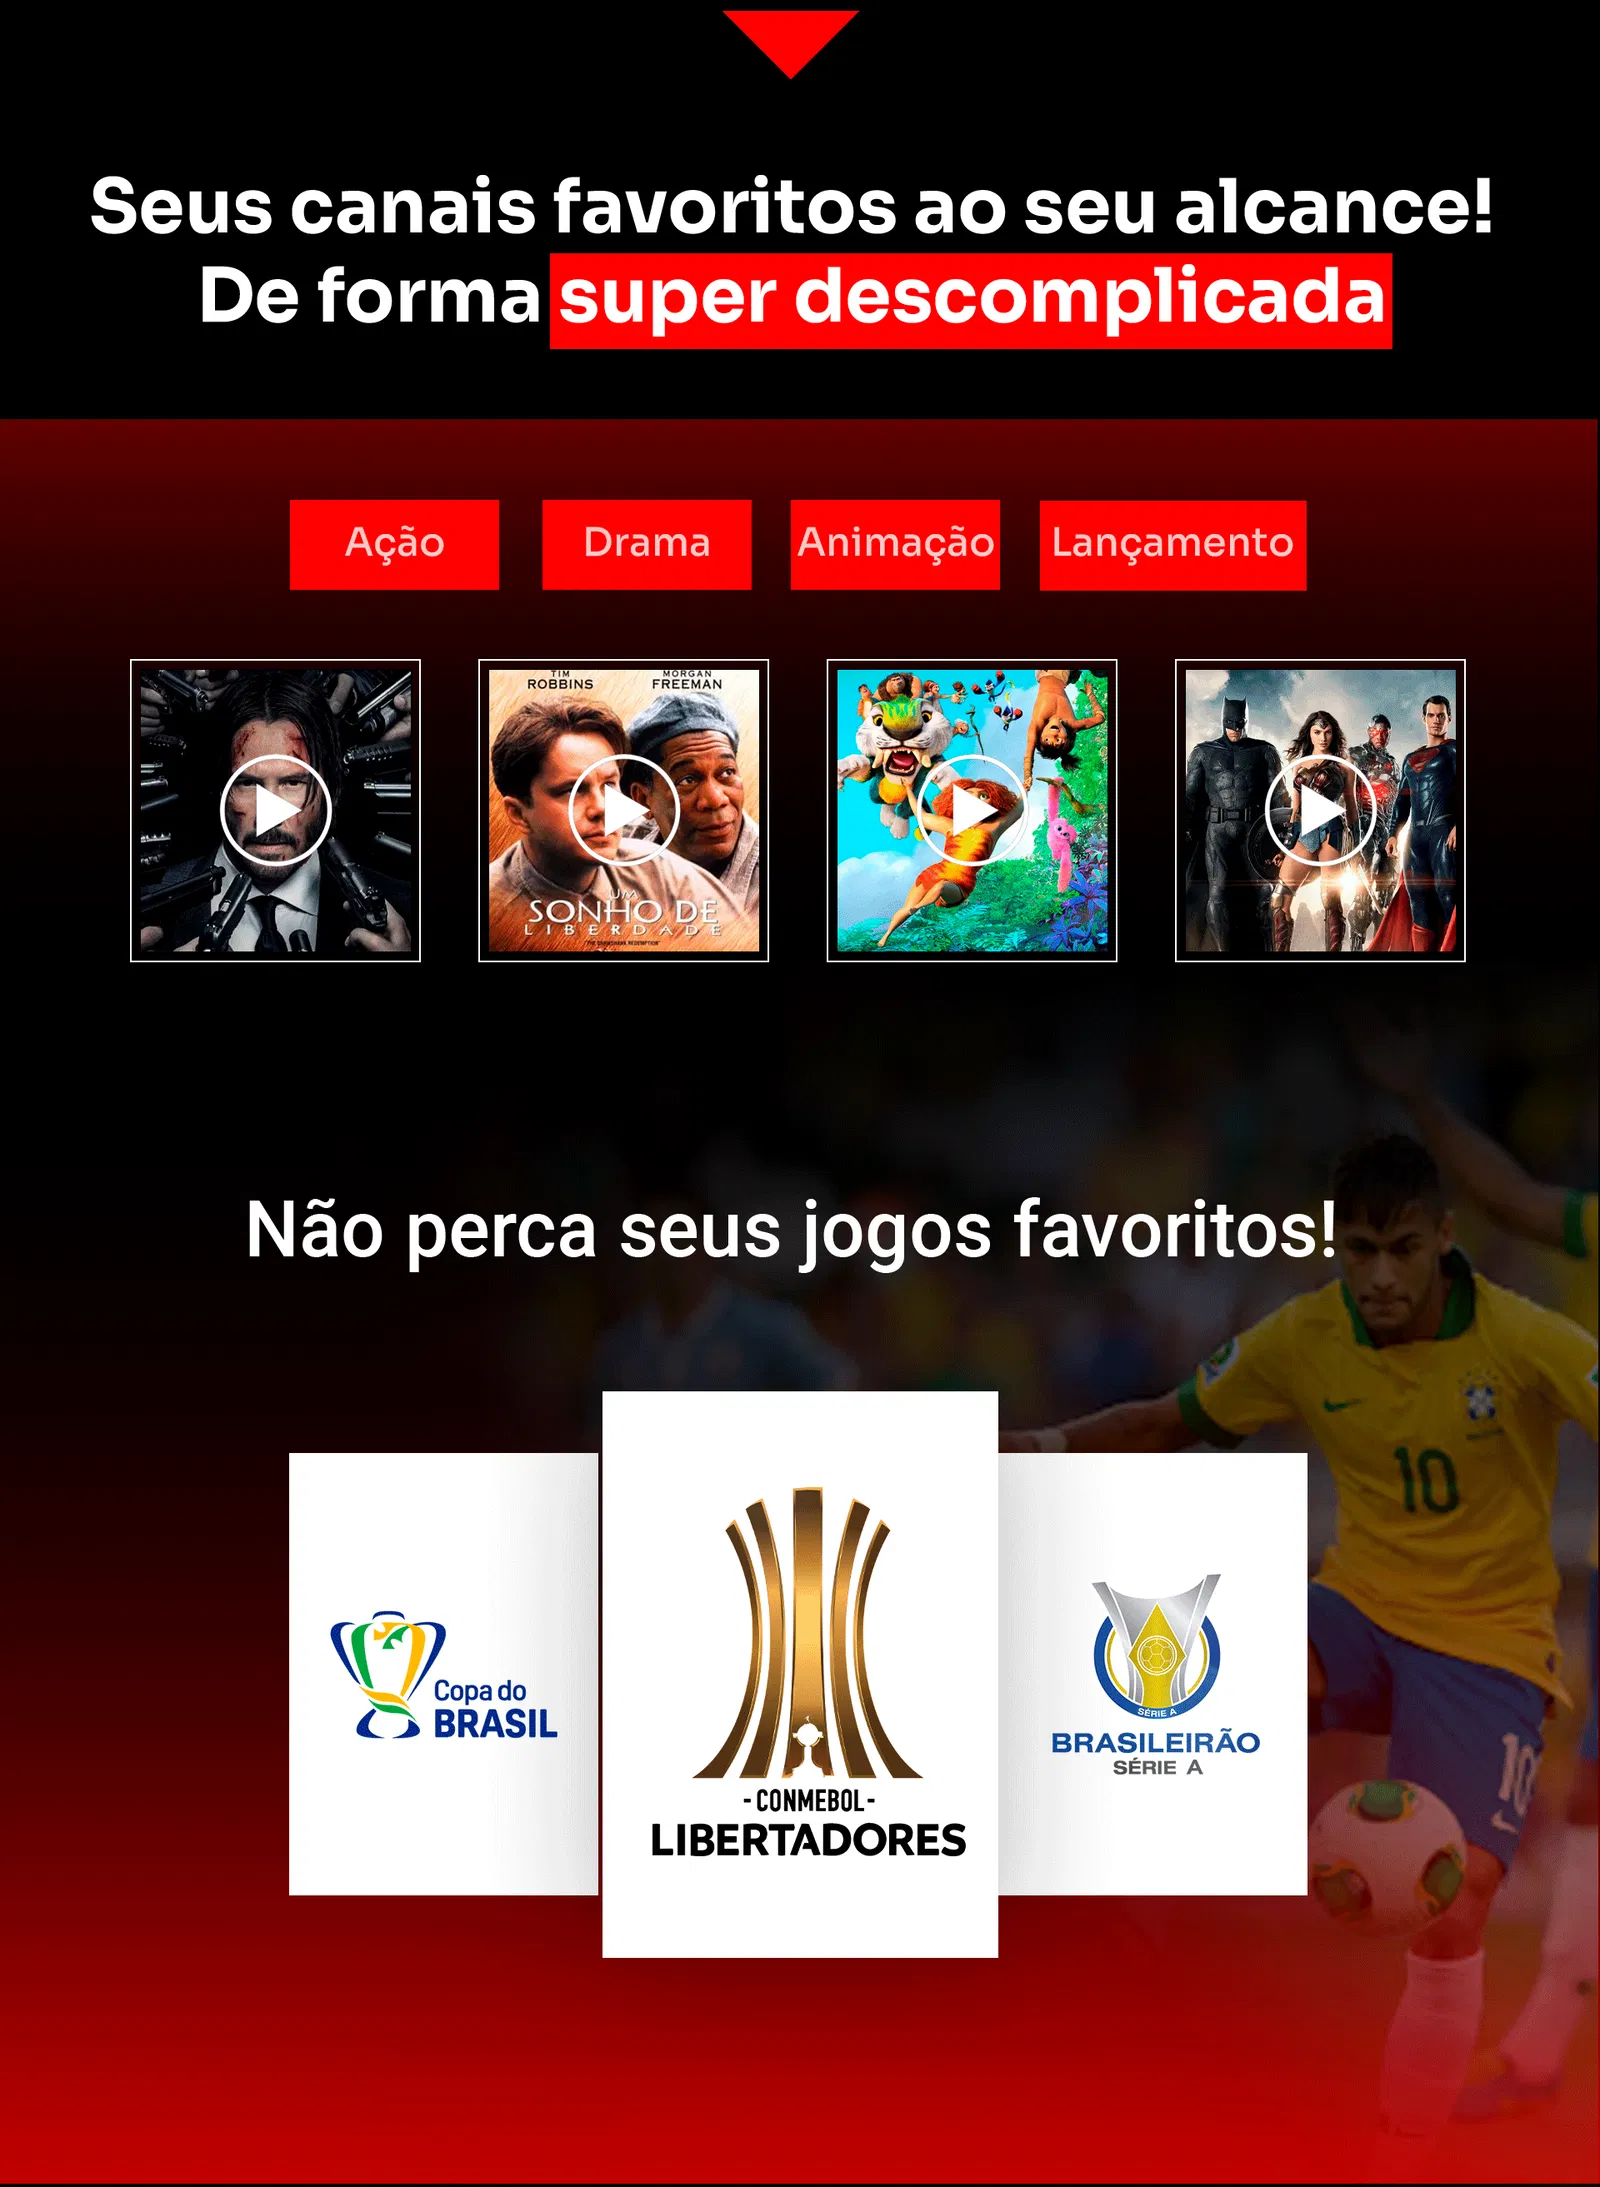 Seus canais favoritos ao seu alcance!
De forma super descomplicada
Ação
Drama
Animação
Lançamento
TIM
ROBBINS
MORGAN
FREEMAN
UM
SONHO DE
LIBERDADE
"THE SHAWSHANK REDEMPTION"
Não perca seus jogos favoritos!
10
Copa do
BRASIL
- CONMEBOL -
LIBERTADORES
SÉRIE A
BRASILEIRÃO
SÉRIE A
10